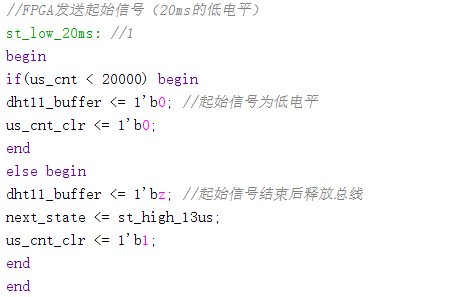 //FPGA发送起始信号（20ms的低电平）
st_low_20ms: //1
begin
if(us_cnt < 20000) begin
dht11_buffer <= 1'b0; //起始信号为低电平
us_cnt_clr <= 1'b0;
end
else begin
dht11_buffer <= 1'bz; //起始信号结束后释放总线
next_state <= st_high_13us;
us_cnt_clr <= 1'b1;
end
end